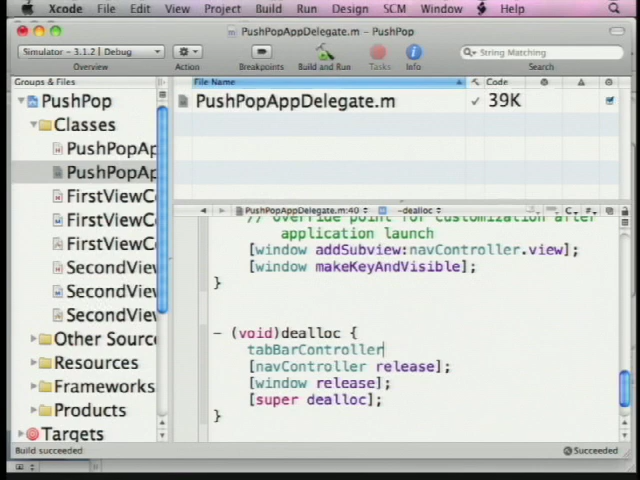 Xcode File Edit View Project Build Run Design SCM Window Help
PushPopAppDelegate.m – PushPop
Simulator - 3.1.2 | Debug
Overview Action Breakpoints Build and Run Tasks Info Search
String Matching
Groups & Files
File Name Code
PushPop
PushPopAppDelegate.m 39K
Classes
PushPopAp
PushPopAp
FirstViewC
FirstViewC
FirstViewC
SecondView
SecondView
SecondView
Other Source
Resources
Frameworks
Products
Targets
PushPopAppDelegate.m:40 -dealloc
// Override point for customization after
application launch
[window addSubview:navController.view];
[window makeKeyAndVisible];
}
- (void)dealloc {
tabBarController
[navController release];
[window release];
[super dealloc];
}
Build succeeded Succeeded